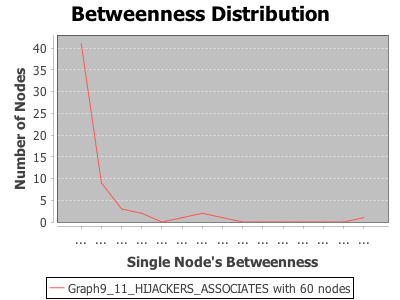 Betweenness Distribution
Number of Nodes
40
35
30
25
20
15
10
5
0
... ... ... ... ... ... ... ... ... ... ... ... ... ... ...
Single Node's Betweenness
Graph9_11_HIJACKERS_ASSOCIATES with 60 nodes